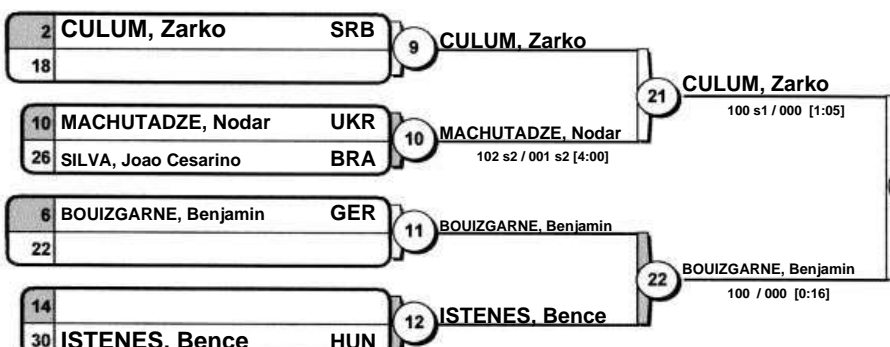 2 CULUM, Zarko SRB
18
9
CULUM, Zarko
10 MACHUTADZE, Nodar UKR
26 SILVA, Joao Cesarino BRA
10
MACHUTADZE, Nodar
102 s2 / 001 s2 [4:00]
21
CULUM, Zarko
100 s1 / 000 [1:05]
6 BOUIZGARNE, Benjamin GER
22
11
BOUIZGARNE, Benjamin
14
30 ISTENES, Bence HUN
12
ISTENES, Bence
22
BOUIZGARNE, Benjamin
100 / 000 [0:16]